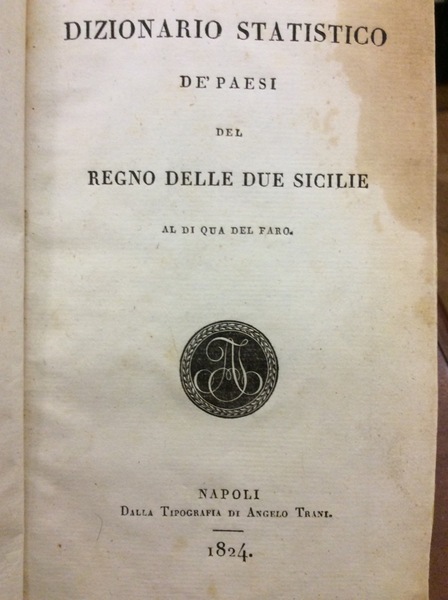 DIZIONARIO STATISTICO
DE' PAESI
DEL
REGNO DELLE DUE SICILIE
AL DI QUA DEL FARO.
NAPOLI
DALLA TIPOGRAFIA DI ANGELO TRANI.
1824.